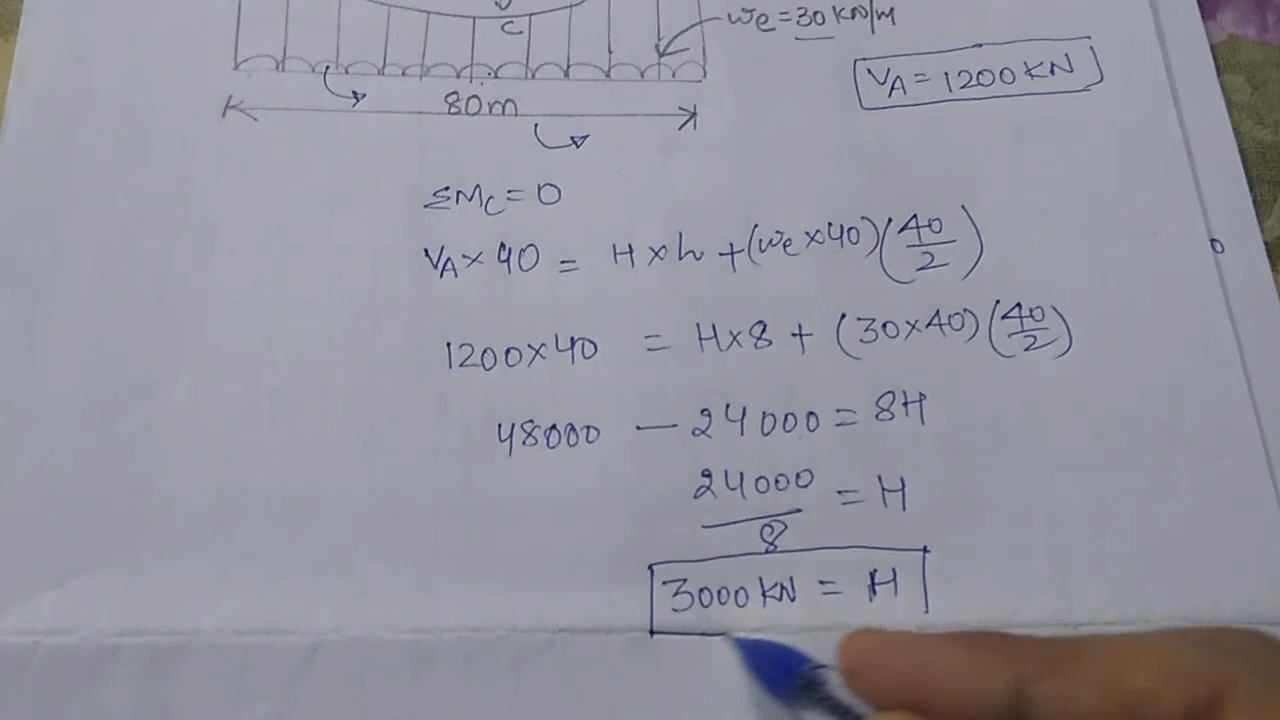 we = 30 KN/m
C
VA = 1200 KN
80m
ΣMC = 0
VA × 40 = H × h + (we × 40) (40/2)
1200 × 40 = H × 8 + (30 × 40) (40/2)
48000 — 24000 = 8H
24000/8 = H
3000 KN = H